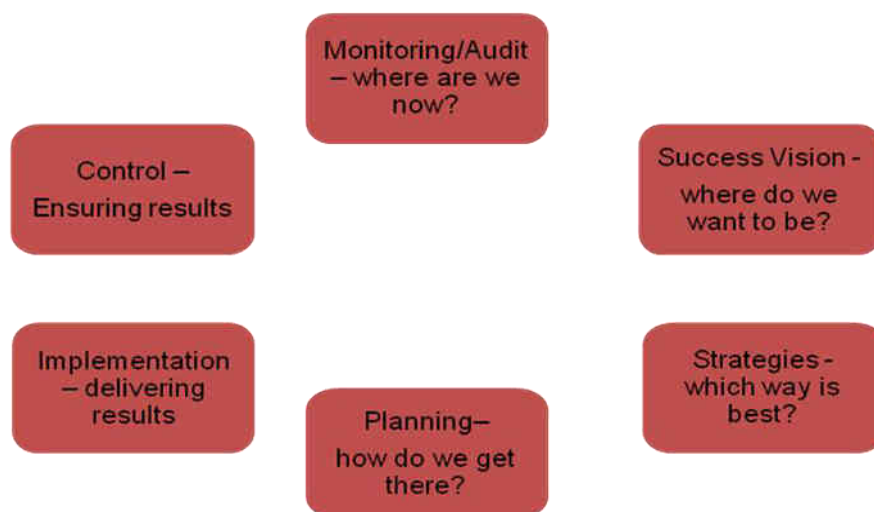 Monitoring/Audit
– where are we
now?
Success Vision -
where do we
want to be?
Strategies -
which way is
best?
Planning–
how do we get
there?
Implementation
– delivering
results
Control –
Ensuring results